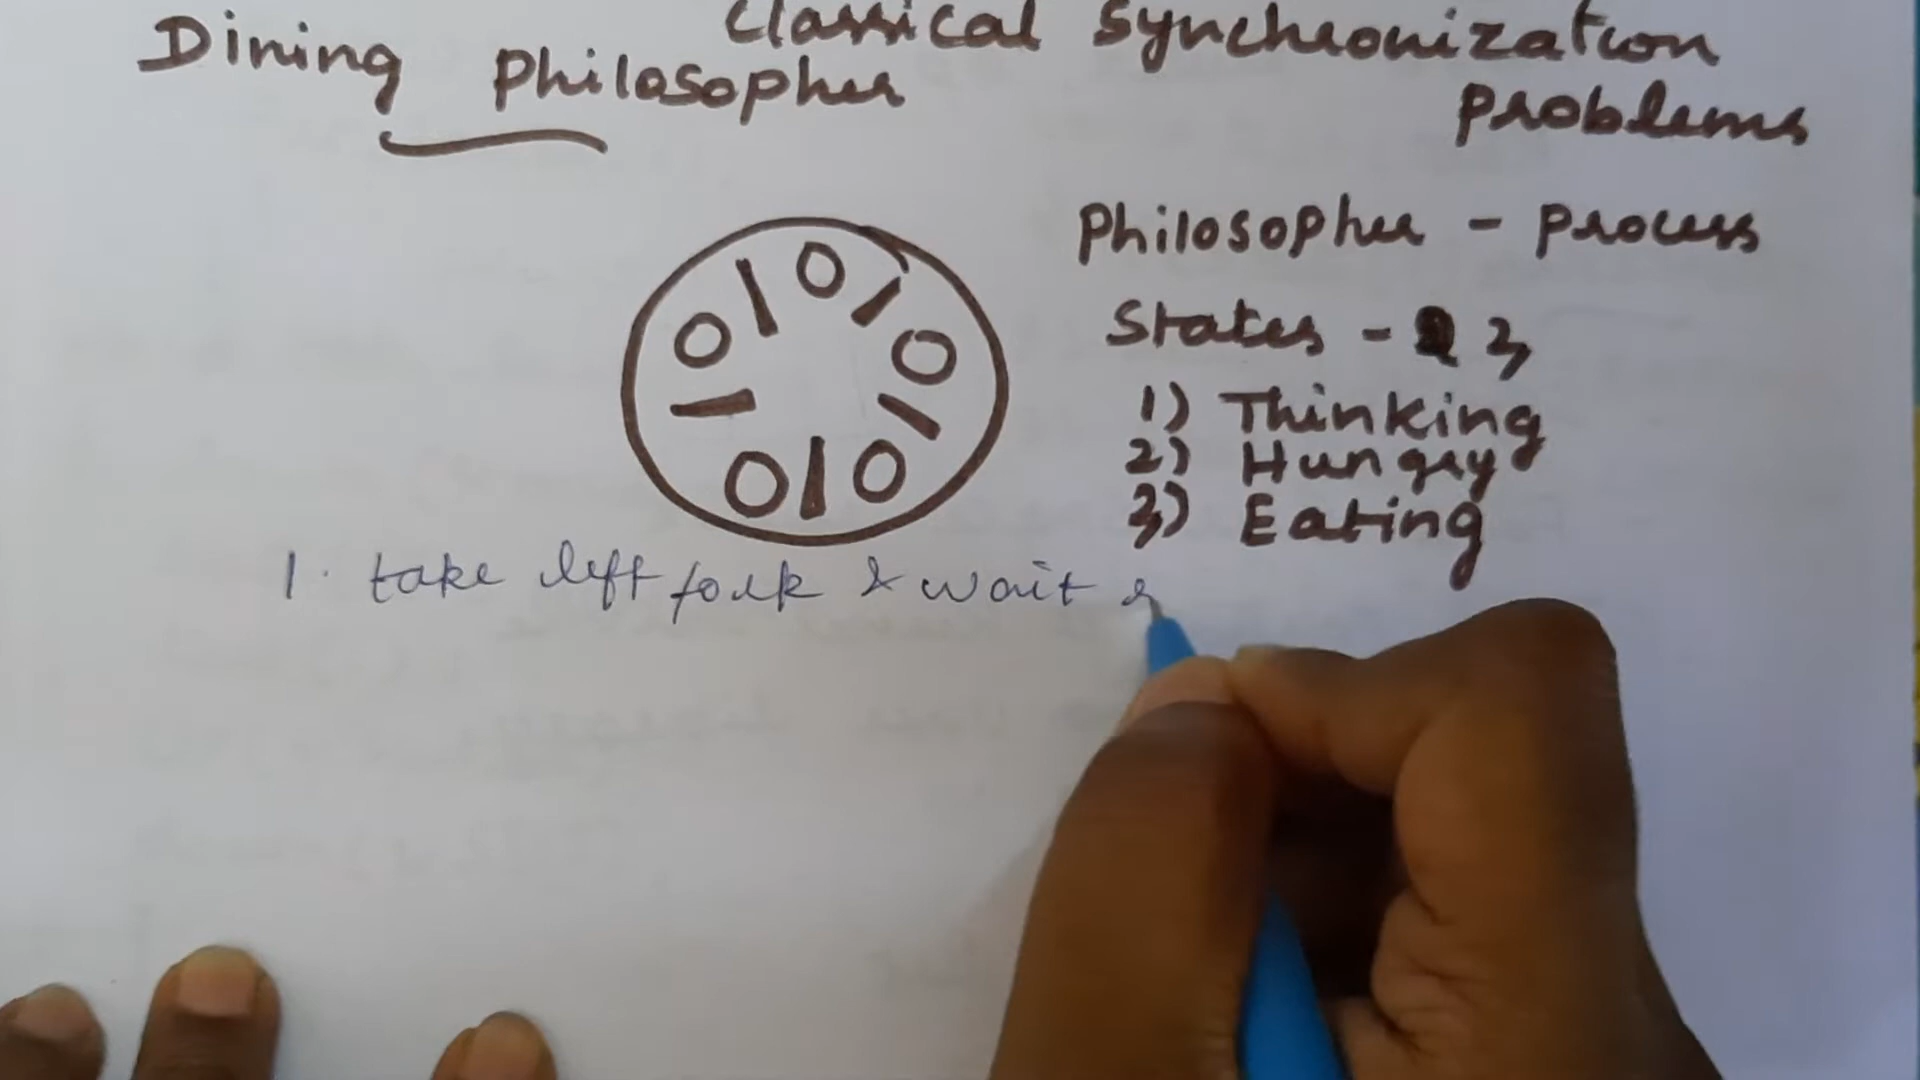 Classical Synchronization
Problems
Dining Philosopher
Philosopher - Process
States - 3
1) Thinking
2) Hungry
3) Eating
1. take left fork & wait